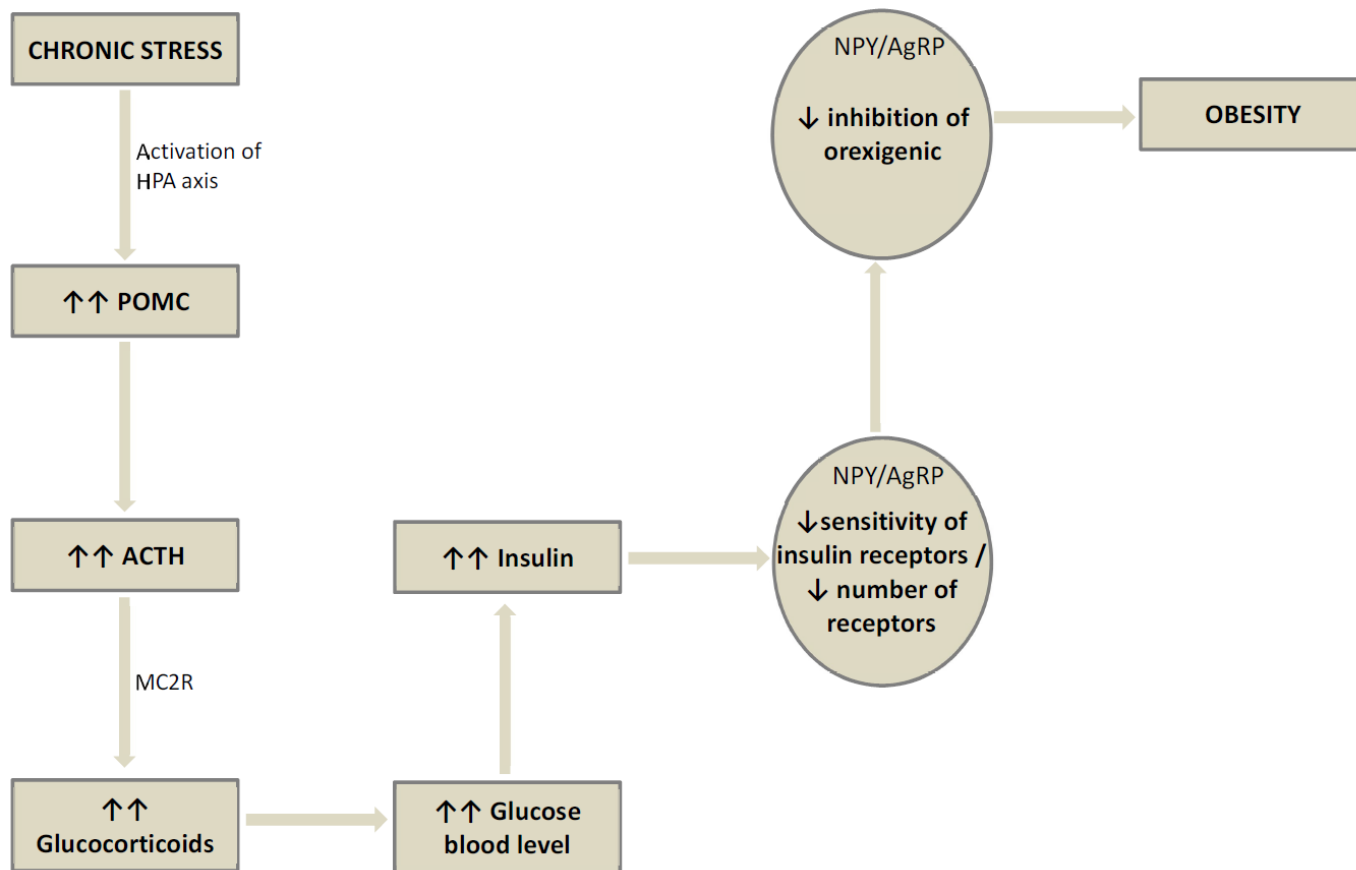 CHRONIC STRESS
Activation of
HPA axis
↑↑ POMC
↑↑ ACTH
MC2R
↑↑
Glucocorticoids
↑↑ Glucose
blood level
↑↑ Insulin
NPY/AgRP
↓sensitivity of
insulin receptors /
↓ number of
receptors
NPY/AgRP
↓ inhibition of
orexigenic
OBESITY